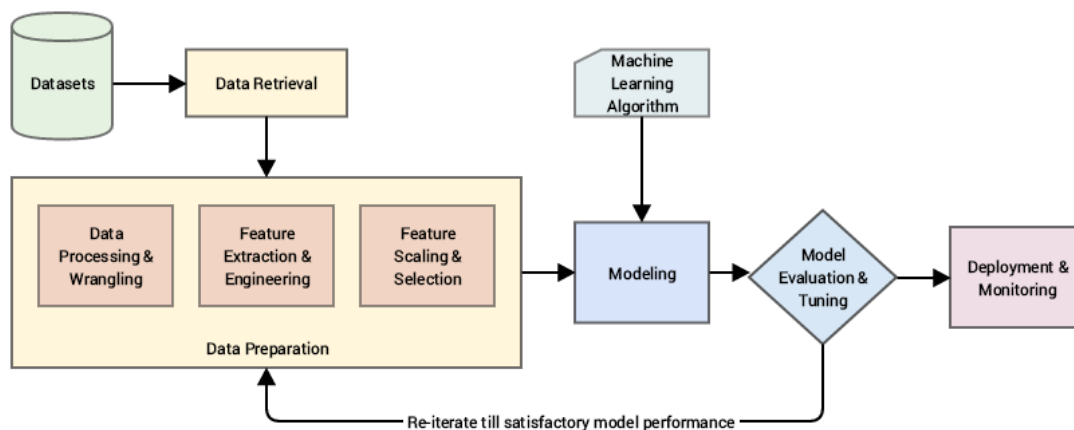 Datasets
Data Retrieval
Machine
Learning
Algorithm
Data
Processing &
Wrangling
Feature
Extraction &
Engineering
Feature
Scaling &
Selection
Data Preparation
Modeling
Model
Evaluation &
Tuning
Deployment &
Monitoring
Re-iterate till satisfactory model performance